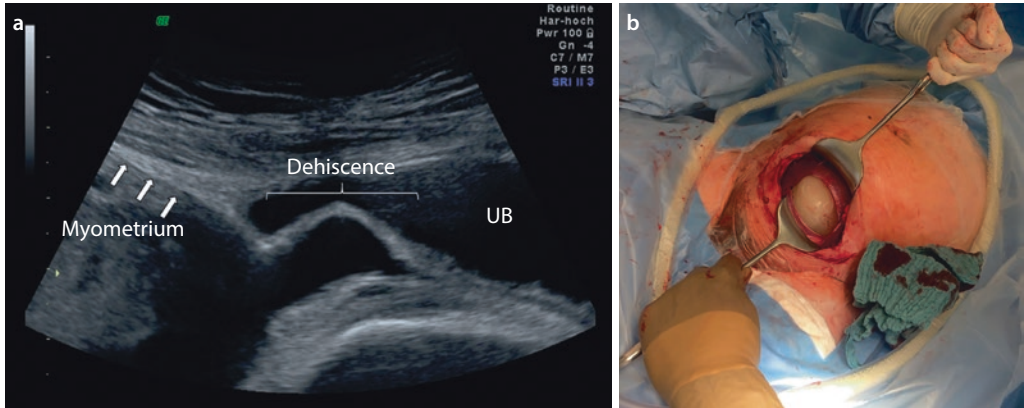 a
Routine
Har-hoch
Pwr 100
Gn -4
C7 / M7
P3 / E3
SRI II 3
Dehiscence
Myometrium
UB
b